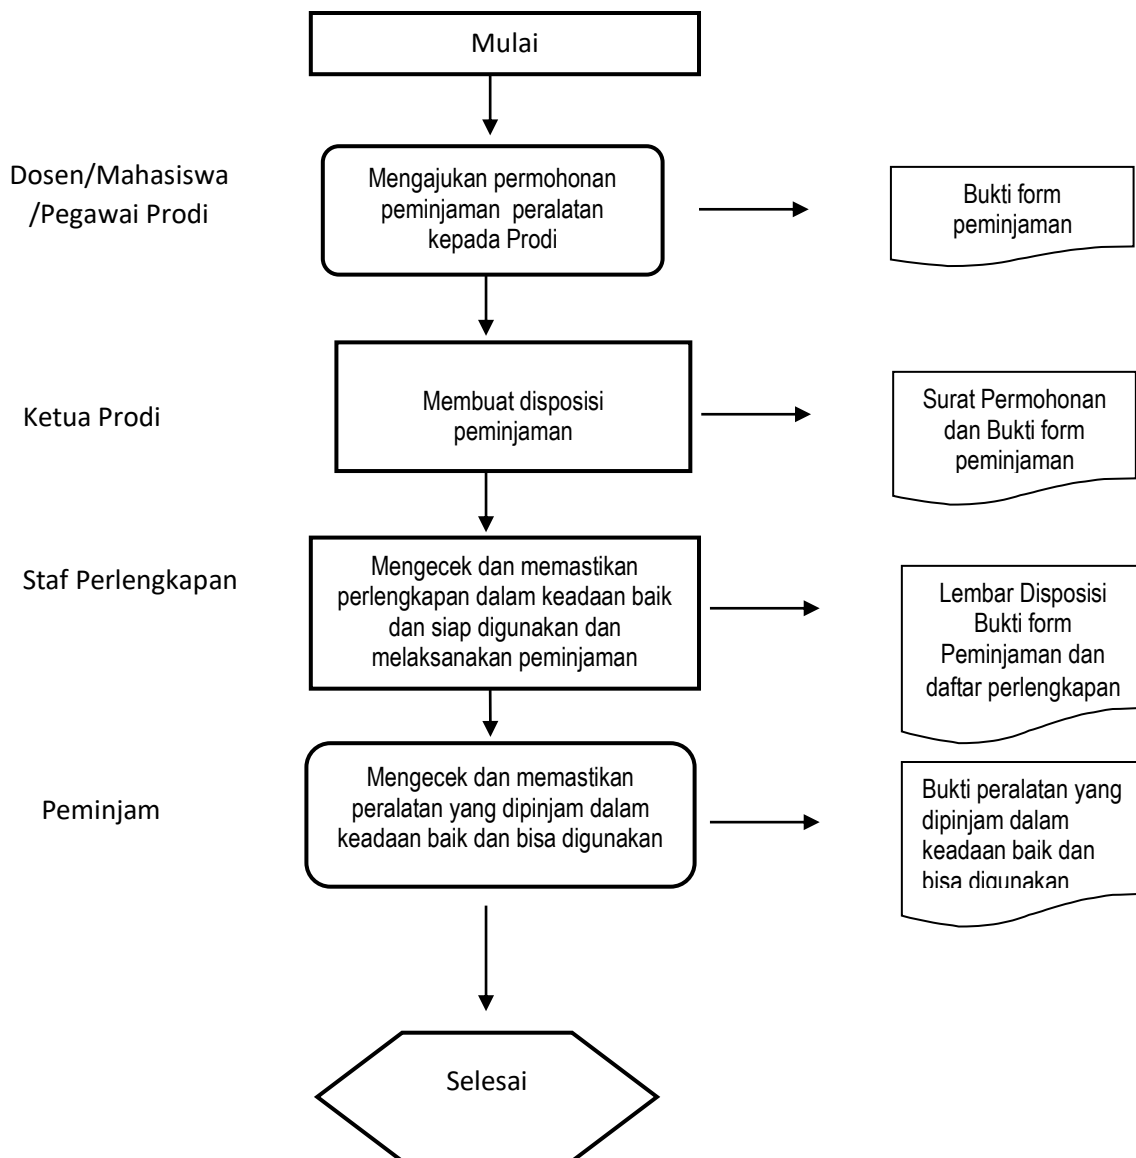 Mulai
Dosen/Mahasiswa
/Pegawai Prodi
Mengajukan permohonan
peminjaman peralatan
kepada Prodi
Bukti form
peminjaman
Ketua Prodi
Membuat disposisi
peminjaman
Surat Permohonan
dan Bukti form
peminjaman
Staf Perlengkapan
Mengecek dan memastikan
perlengkapan dalam keadaan baik
dan siap digunakan dan
melaksanakan peminjaman
Lembar Disposisi
Bukti form
Peminjaman dan
daftar perlengkapan
Peminjam
Mengecek dan memastikan
peralatan yang dipinjam dalam
keadaan baik dan bisa digunakan
Bukti peralatan yang
dipinjam dalam
keadaan baik dan
bisa digunakan
Selesai